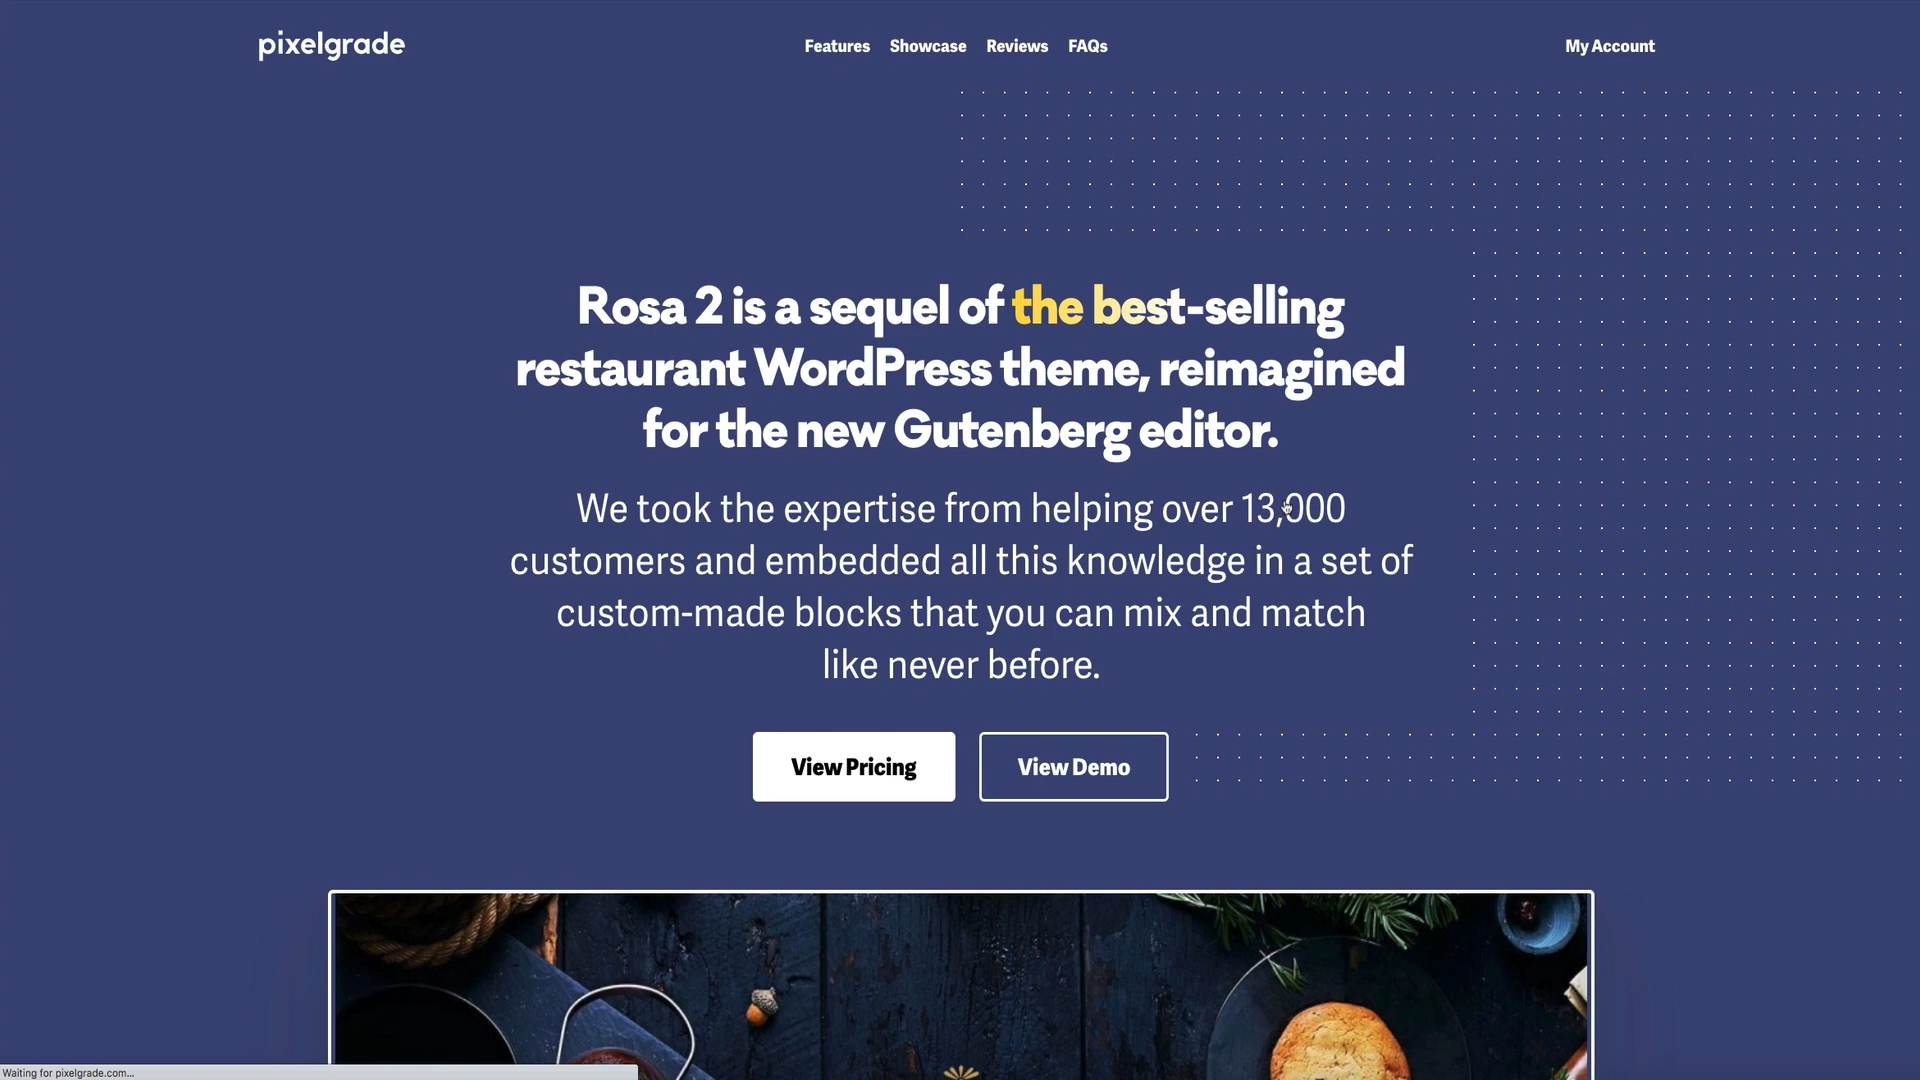 pixelgrade
Features Showcase Reviews FAQs
My Account
Rosa 2 is a sequel of the best-selling
restaurant WordPress theme, reimagined
for the new Gutenberg editor.
We took the expertise from helping over 13,000
customers and embedded all this knowledge in a set of
custom-made blocks that you can mix and match
like never before.
View Pricing
View Demo
Waiting for pixelgrade.com...